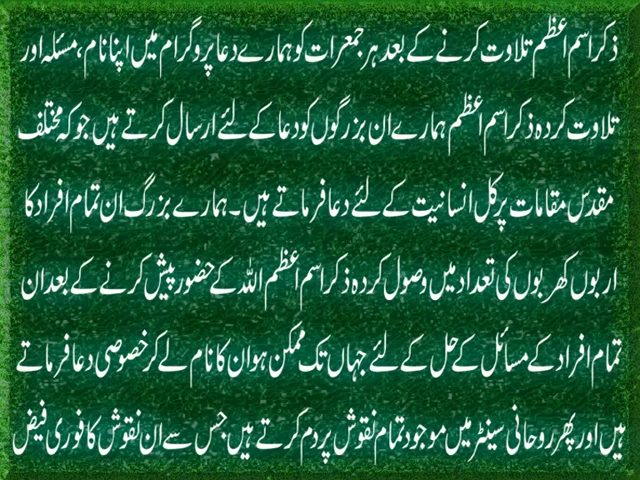 ذکر اسم اعظم تلاوت کرنے کے بعد ہر جمعرات کو ہمارے دعا پروگرام میں اپنا نام، مسئلہ اور
تلاوت کردہ ذکر اسم اعظم ہمارے ان بزرگوں کو دعا کے لئے ارسال کرتے ہیں جو کہ مختلف
مقدس مقامات پر کل انسانیت کے لئے دعا فرماتے ہیں۔ ہمارے بزرگ ان تمام افراد کا
اربوں کھربوں کی تعداد میں وصول کردہ ذکر اسم اعظم اللہ کے حضور پیش کرنے کے بعد ان
تمام افراد کے مسائل کے حل کے لئے جہاں تک ممکن ہو ان کا نام لے کر خصوصی دعا فرماتے
ہیں اور پھر روحانی سینٹر میں موجود تمام نقوش پر دم کرتے ہیں جس سے ان نقوش کا فوری فیض